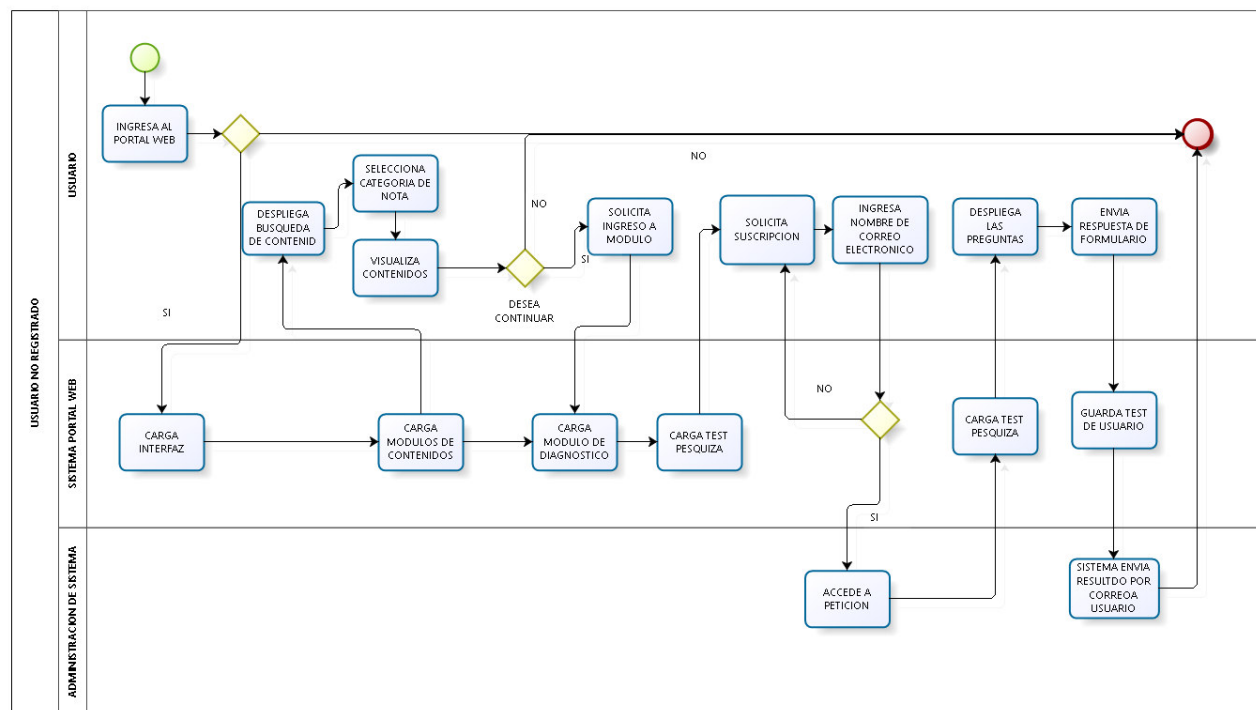 USUARIO NO REGISTRADO
USUARIO
INGRESA AL
PORTAL WEB
SI
DESPLIEGA
BUSQUEDA
DE CONTENID
SELECCIONA
CATEGORIA DE
NOTA
VISUALIZA
CONTENIDOS
DESEA
CONTINUAR
NO
SI
SOLICITA
INGRESO A
MODULO
NO
SOLICITA
SUSCRIPCION
INGRESA
NOMBRE DE
CORREO
ELECTRONICO
DESPLIEGA
LAS
PREGUNTAS
ENVIA
RESPUESTA DE
FORMULARIO
SISTEMA PORTAL WEB
CARGA
INTERFAZ
CARGA
MODULOS DE
CONTENIDOS
CARGA
MODULO DE
DIAGNOSTICO
CARGA TEST
PESQUIZA
NO
SI
CARGA TEST
PESQUIZA
GUARDA TEST
DE USUARIO
ADMINISTRACION DE SISTEMA
ACCEDE A
PETICION
SISTEMA ENVIA
RESULTDO POR
CORREOA
USUARIO